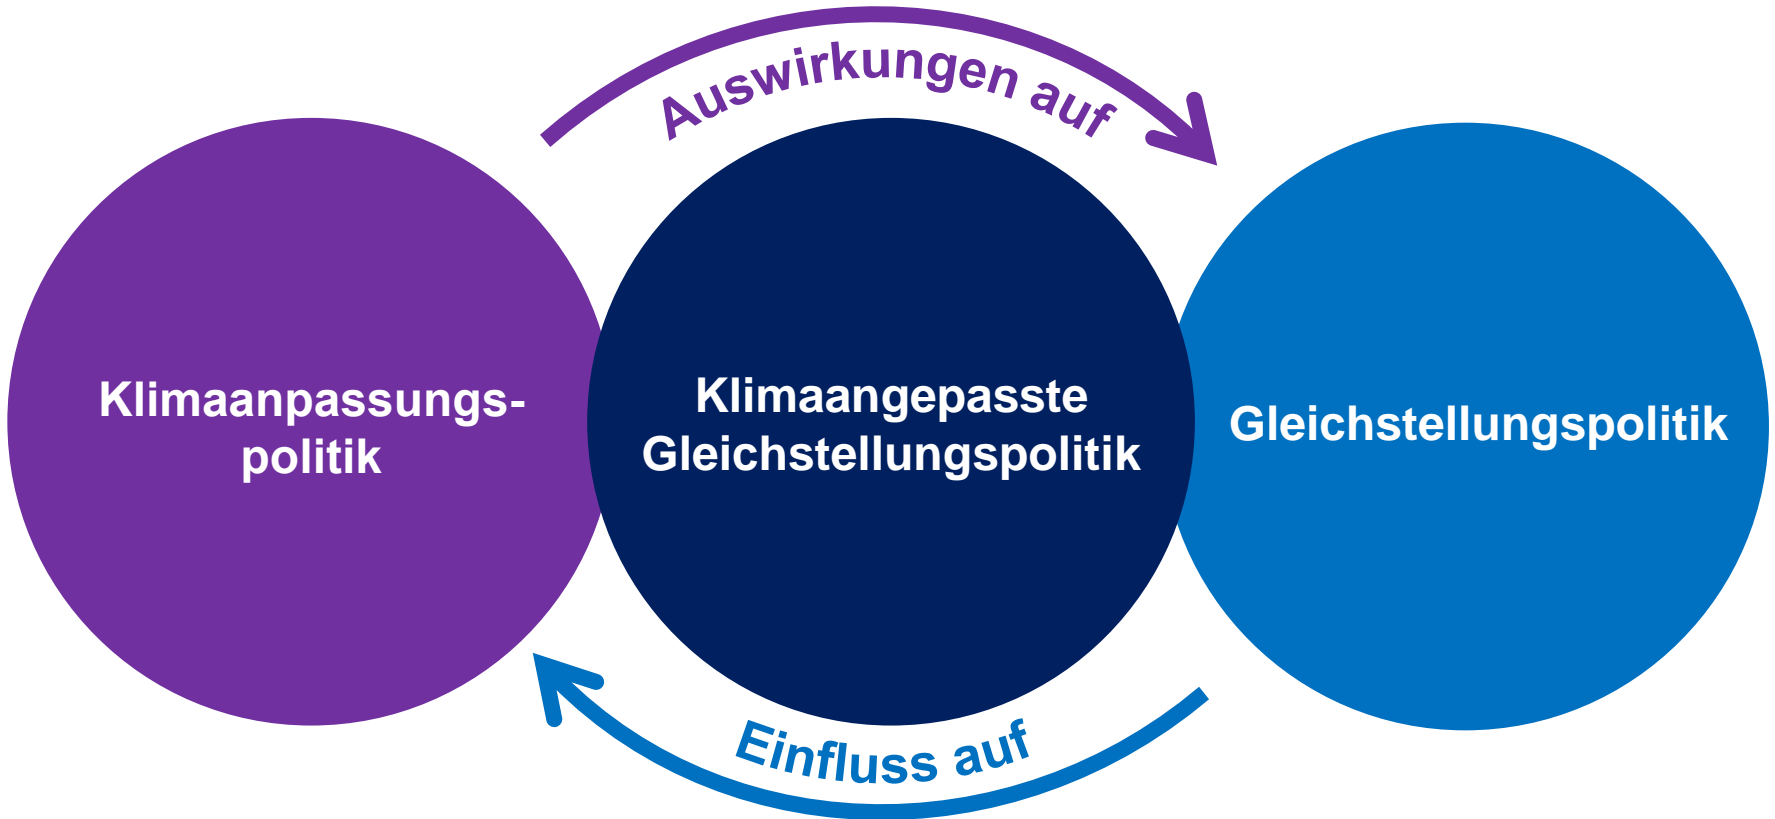 Auswirkungen auf
Klimaanpassungs-
politik
Klimaangepasste
Gleichstellungspolitik
Gleichstellungspolitik
Einfluss auf